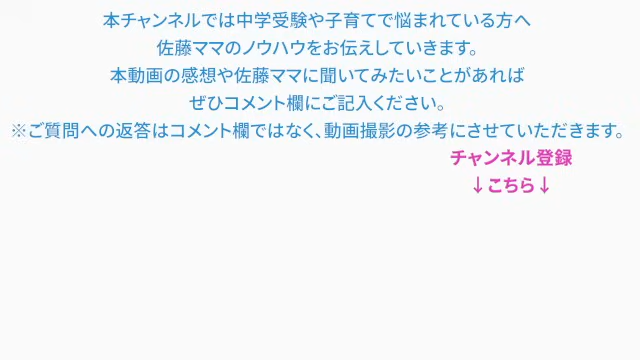 本チャンネルでは中学受験や子育てで悩まれている方へ
佐藤ママのノウハウをお伝えしていきます。
本動画の感想や佐藤ママに聞いてみたいことがあれば
ぜひコメント欄にご記入ください。
※ご質問への返答はコメント欄ではなく、動画撮影の参考にさせていただきます。
チャンネル登録
↓こちら↓